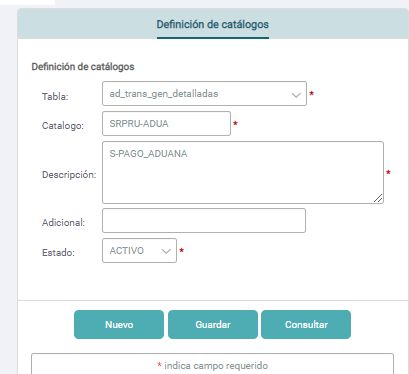 Definición de catálogos
Definición de catálogos
Tabla: ad_trans_gen_detalladas *
Catalogo: SRPRU-ADUA *
S-PAGO_ADUANA
Descripción: *
Adicional:
Estado: ACTIVO *
Nuevo Guardar Consultar
* indica campo requerido